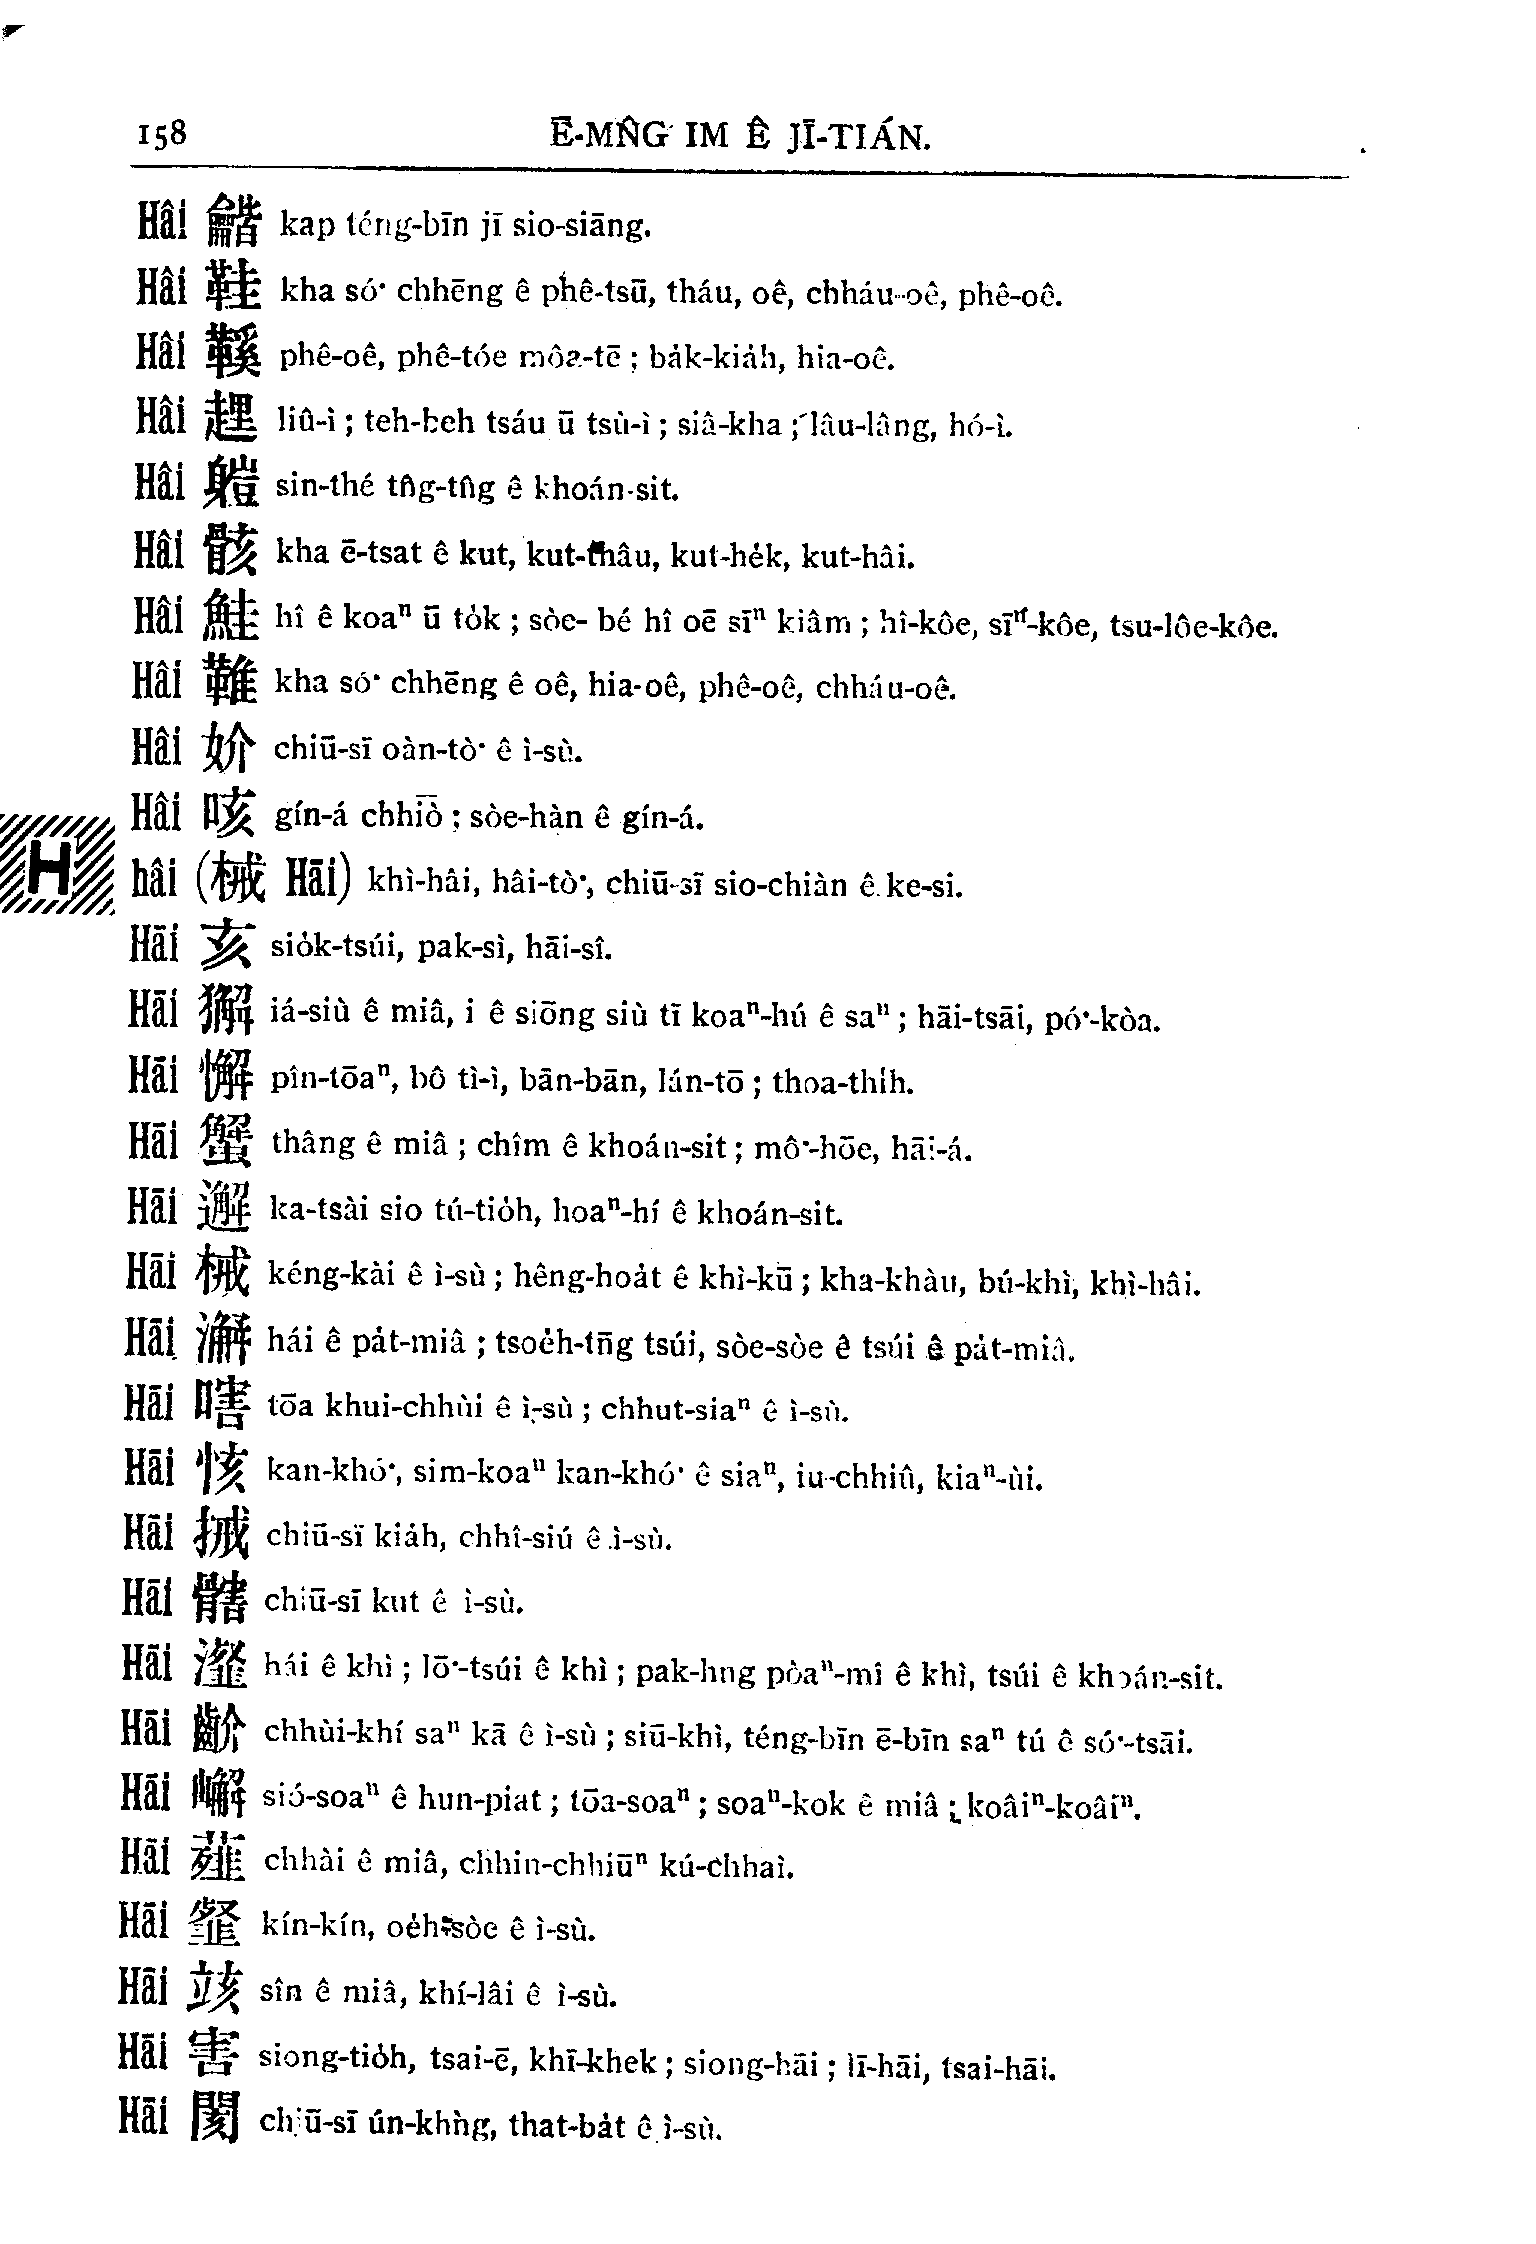 158 Ē-MN̂G IM Ê JĪ-TIÁN.
Hâi 龤 kap téng-bīn jī sio-siāng.
Hâi 鞋 kha só͘ chhēng ê phê-tsū, tháu, oê, chháu-oê, phê-oê.
Hâi 鞵 phê-oê, phê-tóe môa-tē ; ba̍k-kia̍h, hia-oê.
Hâi liû-ì ; teh-beh tsáu ū tsù-ì ; siâ-kha ; lâu-lâng, hó-ì.
Hâi sin-thé tn̂g-tn̂g ê khoán-sit.
Hâi 骸 kha ē-tsat ê kut, kut-thâu, kut-he̍k, kut-hâi.
Hâi 鮭 hî ê koaⁿ ū to̍k ; sòe- bé hî oē sīⁿ kiâm ; hî-kôe, sīⁿ-kôe, tsu-lôe-kôe.
Hâi kha só͘ chhēng ê oê, hia-oê, phê-oê, chháu-oê.
Hâi 妎 chiū-sī oàn-tò͘ ê ì-sù.
Hâi 咳 gín-á chhiò ; sòe-hàn ê gín-á.
H
hâi (械 Hāi) khì-hâi, hâi-tò͘, chiū-sī sio-chiàn ê ke-si.
Hāi 亥 sio̍k-tsúi, pak-sì, hāi-sî.
Hāi 獬 iá-siù ê miâ, i ê siōng siù tī koaⁿ-hú ê saⁿ ; hāi-tsāi, pó͘-kòa.
Hāi 懈 pîn-tōaⁿ, bô tì-ì, bān-bān, lán-tō ; thoa-thi̍h.
Hāi 蟹 thâng ê miâ ; chîm ê khoán-sit ; mô͘-hōe, hāi-á.
Hāi 邂 ka-tsài sio tú-tio̍h, hoaⁿ-hí ê khoán-sit.
Hāi 械 kéng-kài ê ì-sù ; hêng-hoa̍t ê khì-kū ; kha-khàu, bú-khì, khì-hâi.
Hāi 澥 hái ê pa̍t-miâ ; tsoe̍h-tn̄g tsúi, sòe-sòe ê tsúi ê pa̍t-miâ.
Hāi 嗐 tōa khui-chhùi ê ì-sù ; chhut-siaⁿ ê ì-sù.
Hāi 㤥 kan-khó͘, sim-koaⁿ kan-khó͘ ê siaⁿ, iu-chhiû, kiaⁿ-ùi.
Hāi 㨒 chiū-sī kia̍h, chhî-siú ê ì-sù.
Hāi chiū-sī kut ê ì-sù.
Hāi 瀣 hái ê khì ; lō͘-tsúi ê khì ; pak-hng pòaⁿ-mî ê khì, tsúi ê khoán-sit.
Hāi 齘 chhùi-khí saⁿ kā ê ì-sù ; siū-khì, téng-bīn ē-bīn saⁿ tú ê só͘-tsāi.
Hāi 嶰 sió-soaⁿ ê hun-piat ; tōa-soaⁿ ; soaⁿ-kok ê miâ ; koâiⁿ-koâiⁿ.
Hāi 薤 chhài ê miâ, chhin-chhiūⁿ kú-chhaì.
Hāi kín-kín, oe̍h-sòe ê ì-sù.
Hāi 㚊 sîn ê miâ, khí-lâi ê ì-sù.
Hāi 害 siong-tio̍h, tsai-ē, khī-khek ; siong-hāi ; lī-hāi, tsai-hāi.
Hāi chiū-sī ún-khǹg, that-ba̍t ê ì-sù.